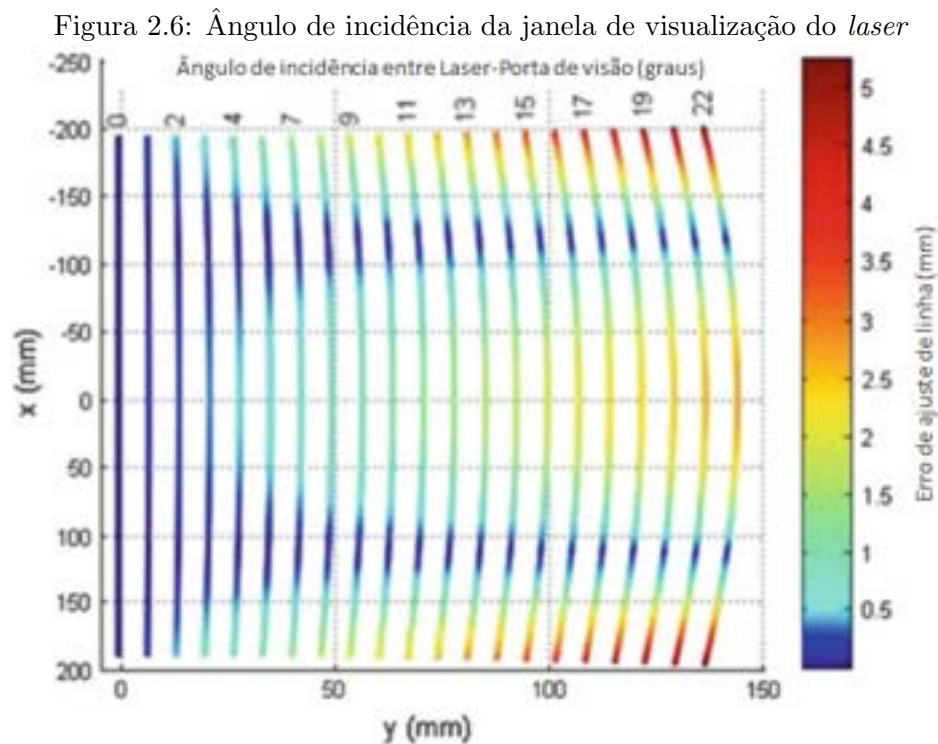 Figura 2.6: Ângulo de incidência da janela de visualização do laser
Ângulo de incidência entre Laser-Porta de visão (graus)
0 2 4 7 9 11 13 15 17 19 22
-250
-200
-150
-100
-50
0
50
100
150
200
x (mm)
0 50 100 150
y (mm)
5
4.5
4
3.5
3
2.5
2
1.5
1
0.5
Erro de ajuste de linha (mm)